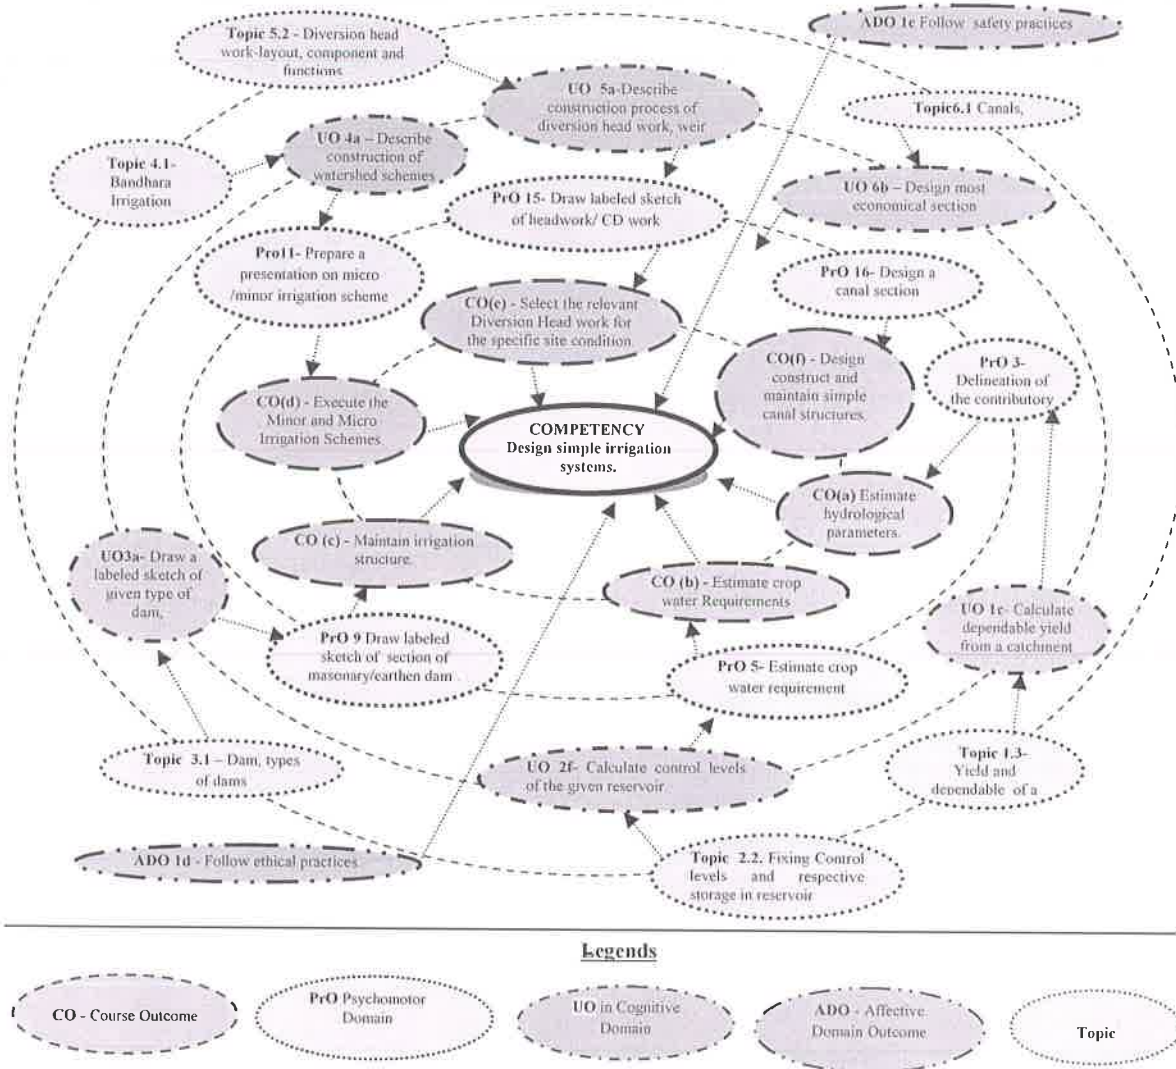 ADO 1e Follow safety practices
Topic 5.2 - Diversion head
work-layout, component and
functions
UO 5a-Describe
construction process of
diversion head work, weir
Topic6.1 Canals,
UO 4a – Describe
construction of
watershed schemes
Topic 4.1-
Bandhara
Irrigation
PrO 15- Draw labeled sketch
of headwork/ CD work
UO 6b – Design most
economical section
Pro11- Prepare a
presentation on micro
/minor irrigation scheme
PrO 16- Design a
canal section
CO(e) - Select the relevant
Diversion Head work for
the specific site condition.
CO(f) - Design
construct and
maintain simple
canal structures.
PrO 3-
Delineation of
the contributory
CO(d) - Execute the
Minor and Micro
Irrigation Schemes
COMPETENCY
Design simple irrigation
systems.
CO(a) Estimate
hydrological
parameters.
CO (c) - Maintain irrigation
structure.
UO3a- Draw a
labeled sketch of
given type of
dam,
CO (b) - Estimate crop
water Requirements
UO 1e- Calculate
dependable yield
from a catchment
PrO 9 Draw labeled
sketch of section of
masonary/earthen dam
PrO 5- Estimate crop
water requirement
Topic 3.1 – Dam, types
of dams
UO 2f- Calculate control levels
of the given reservoir
Topic 1.3-
Yield and
dependable of a
ADO 1d - Follow ethical practices
Topic 2.2. Fixing Control
levels and respective
storage in reservoir
Legends
CO - Course Outcome
PrO Psychomotor
Domain
UO in Cognitive
Domain
ADO - Affective
Domain Outcome
Topic